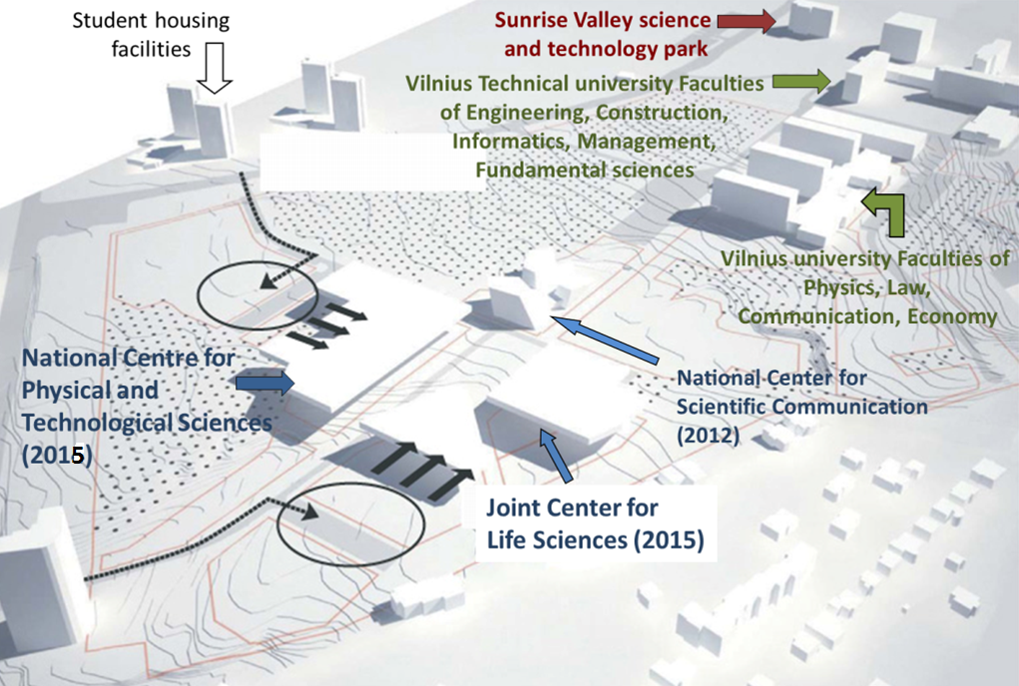 Student housing
facilities
Sunrise Valley science
and technology park
Vilnius Technical university Faculties
of Engineering, Construction,
Informatics, Management,
Fundamental sciences
Vilnius university Faculties of
Physics, Law,
Communication, Economy
National Centre for
Physical and
Technological Sciences
(2015)
National Center for
Scientific Communication
(2012)
Joint Center for
Life Sciences (2015)